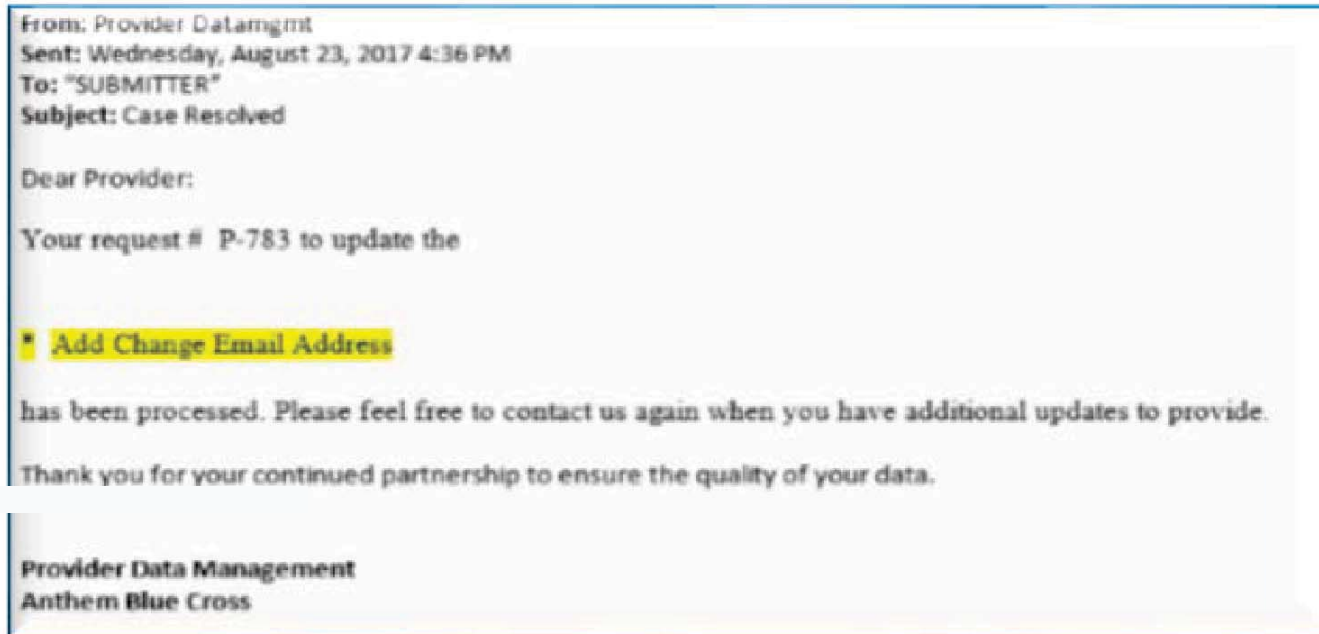 From: Provider Datamgmt
Sent: Wednesday, August 23, 2017 4:36 PM
To: "SUBMITTER"
Subject: Case Resolved
Dear Provider:
Your request # P-783 to update the
* Add Change Email Address
has been processed. Please feel free to contact us again when you have additional updates to provide.
Thank you for your continued partnership to ensure the quality of your data.
Provider Data Management
Anthem Blue Cross